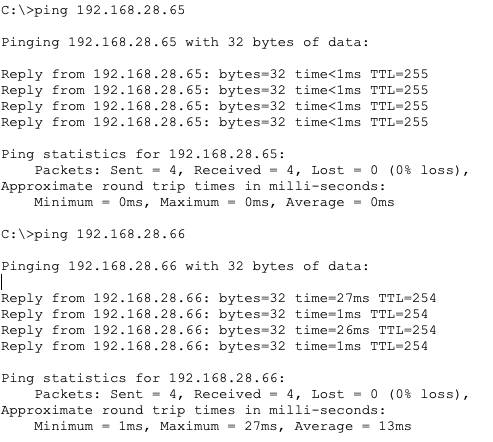 C:\>ping 192.168.28.65
Pinging 192.168.28.65 with 32 bytes of data:
Reply from 192.168.28.65: bytes=32 time<1ms TTL=255
Reply from 192.168.28.65: bytes=32 time<1ms TTL=255
Reply from 192.168.28.65: bytes=32 time<1ms TTL=255
Reply from 192.168.28.65: bytes=32 time<1ms TTL=255
Ping statistics for 192.168.28.65:
    Packets: Sent = 4, Received = 4, Lost = 0 (0% loss),
Approximate round trip times in milli-seconds:
    Minimum = 0ms, Maximum = 0ms, Average = 0ms
C:\>ping 192.168.28.66
Pinging 192.168.28.66 with 32 bytes of data:
Reply from 192.168.28.66: bytes=32 time=27ms TTL=254
Reply from 192.168.28.66: bytes=32 time=1ms TTL=254
Reply from 192.168.28.66: bytes=32 time=26ms TTL=254
Reply from 192.168.28.66: bytes=32 time=1ms TTL=254
Ping statistics for 192.168.28.66:
    Packets: Sent = 4, Received = 4, Lost = 0 (0% loss),
Approximate round trip times in milli-seconds:
    Minimum = 1ms, Maximum = 27ms, Average = 13ms